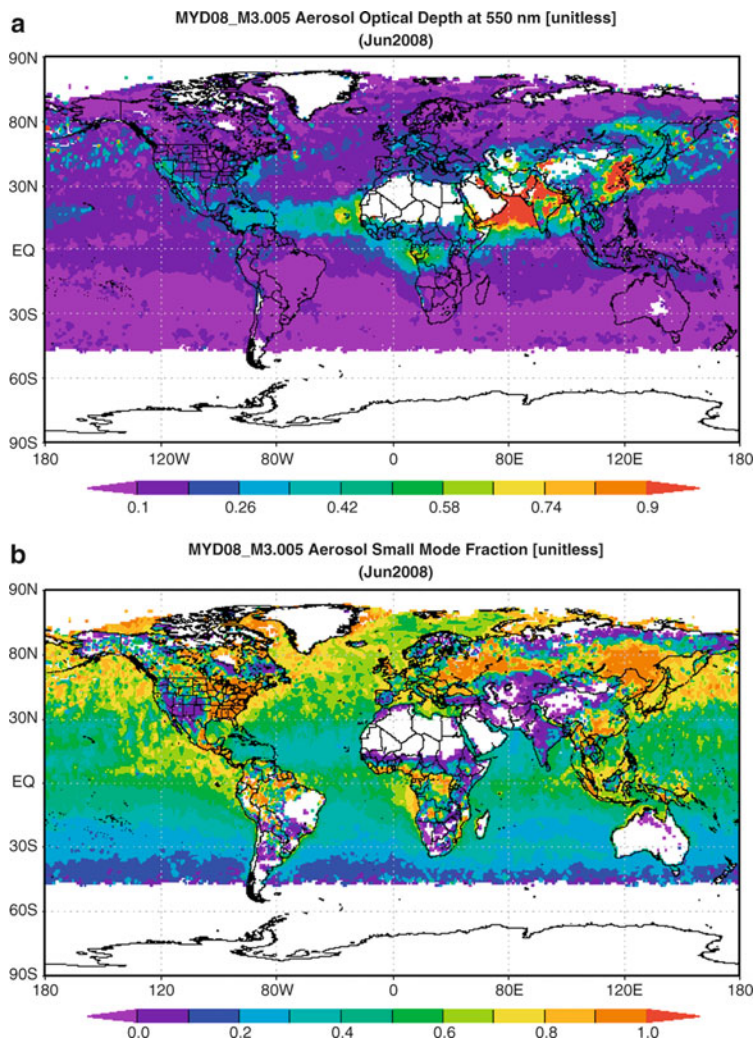 a
MYD08_M3.005 Aerosol Optical Depth at 550 nm [unitless]
(Jun2008)
90N
80N
30N
EQ
30S
60S
90S
180 120W 80W 0 80E 120E 180
0.1 0.26 0.42 0.58 0.74 0.9
b
MYD08_M3.005 Aerosol Small Mode Fraction [unitless]
(Jun2008)
90N
80N
30N
EQ
30S
60S
90S
180 120W 80W 0 80E 120E 180
0.0 0.2 0.4 0.6 0.8 1.0